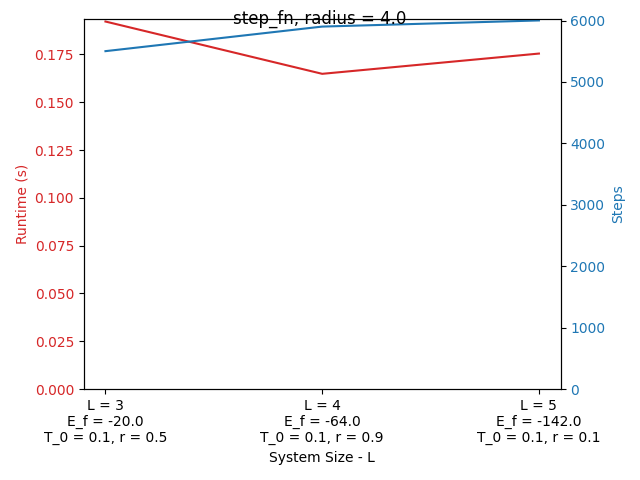 step_fn, radius = 4.0
Runtime (s)
0.175
0.150
0.125
0.100
0.075
0.050
0.025
0.000
6000
5000
4000
3000
2000
1000
0
Steps
L = 3
E_f = -20.0
T_0 = 0.1, r = 0.5
L = 4
E_f = -64.0
T_0 = 0.1, r = 0.9
L = 5
E_f = -142.0
T_0 = 0.1, r = 0.1
System Size - L